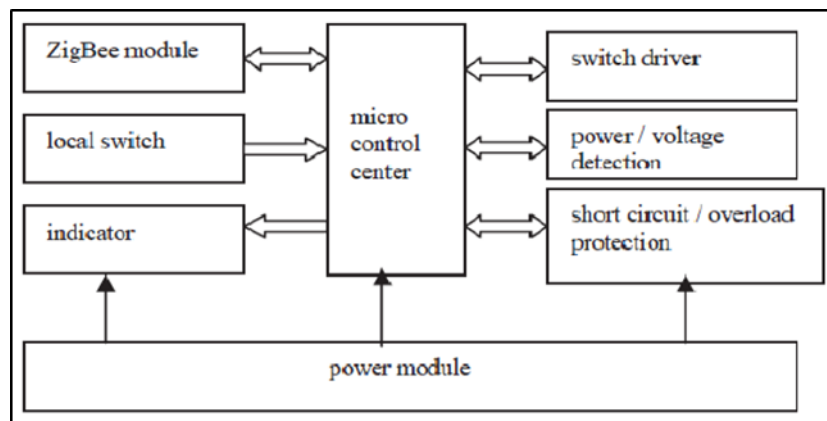 ZigBee module
local switch
indicator
micro
control
center
switch driver
power / voltage
detection
short circuit / overload
protection
power module